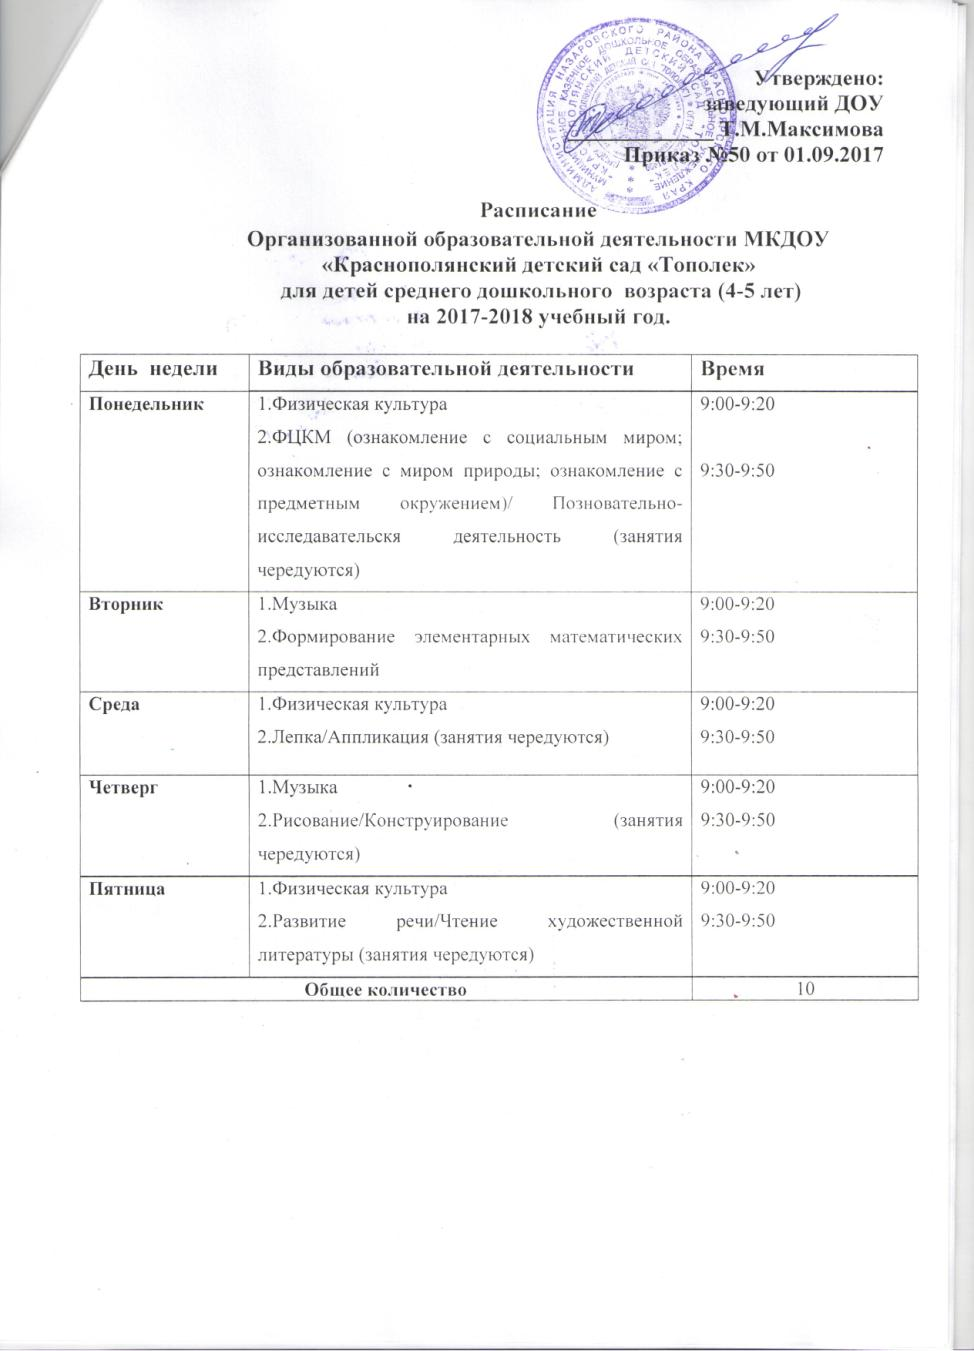 Утверждено:
заведующий ДОУ
Т.М.Максимова
Приказ №50 от 01.09.2017
АДМИНИСТРАЦИЯ НАЗАРОВСКОГО РАЙОНА КРАСНОЯРСКОГО КРАЯ
Расписание
Организованной образовательной деятельности МКДОУ
«Краснополянский детский сад «Тополек»
для детей среднего дошкольного возраста (4-5 лет)
на 2017-2018 учебный год.
День недели Виды образовательной деятельности Время
Понедельник 1.Физическая культура 9:00-9:20
2.ФЦКМ (ознакомление с социальным миром;
ознакомление с миром природы; ознакомление с 9:30-9:50
предметным окружением)/ Позновательно-
исследавательскя деятельность (занятия
чередуются)
Вторник 1.Музыка 9:00-9:20
2.Формирование элементарных математических 9:30-9:50
представлений
Среда 1.Физическая культура 9:00-9:20
2.Лепка/Аппликация (занятия чередуются) 9:30-9:50
Четверг 1.Музыка 9:00-9:20
2.Рисование/Конструирование (занятия 9:30-9:50
чередуются)
Пятница 1.Физическая культура 9:00-9:20
2.Развитие речи/Чтение художественной 9:30-9:50
литературы (занятия чередуются)
Общее количество 10